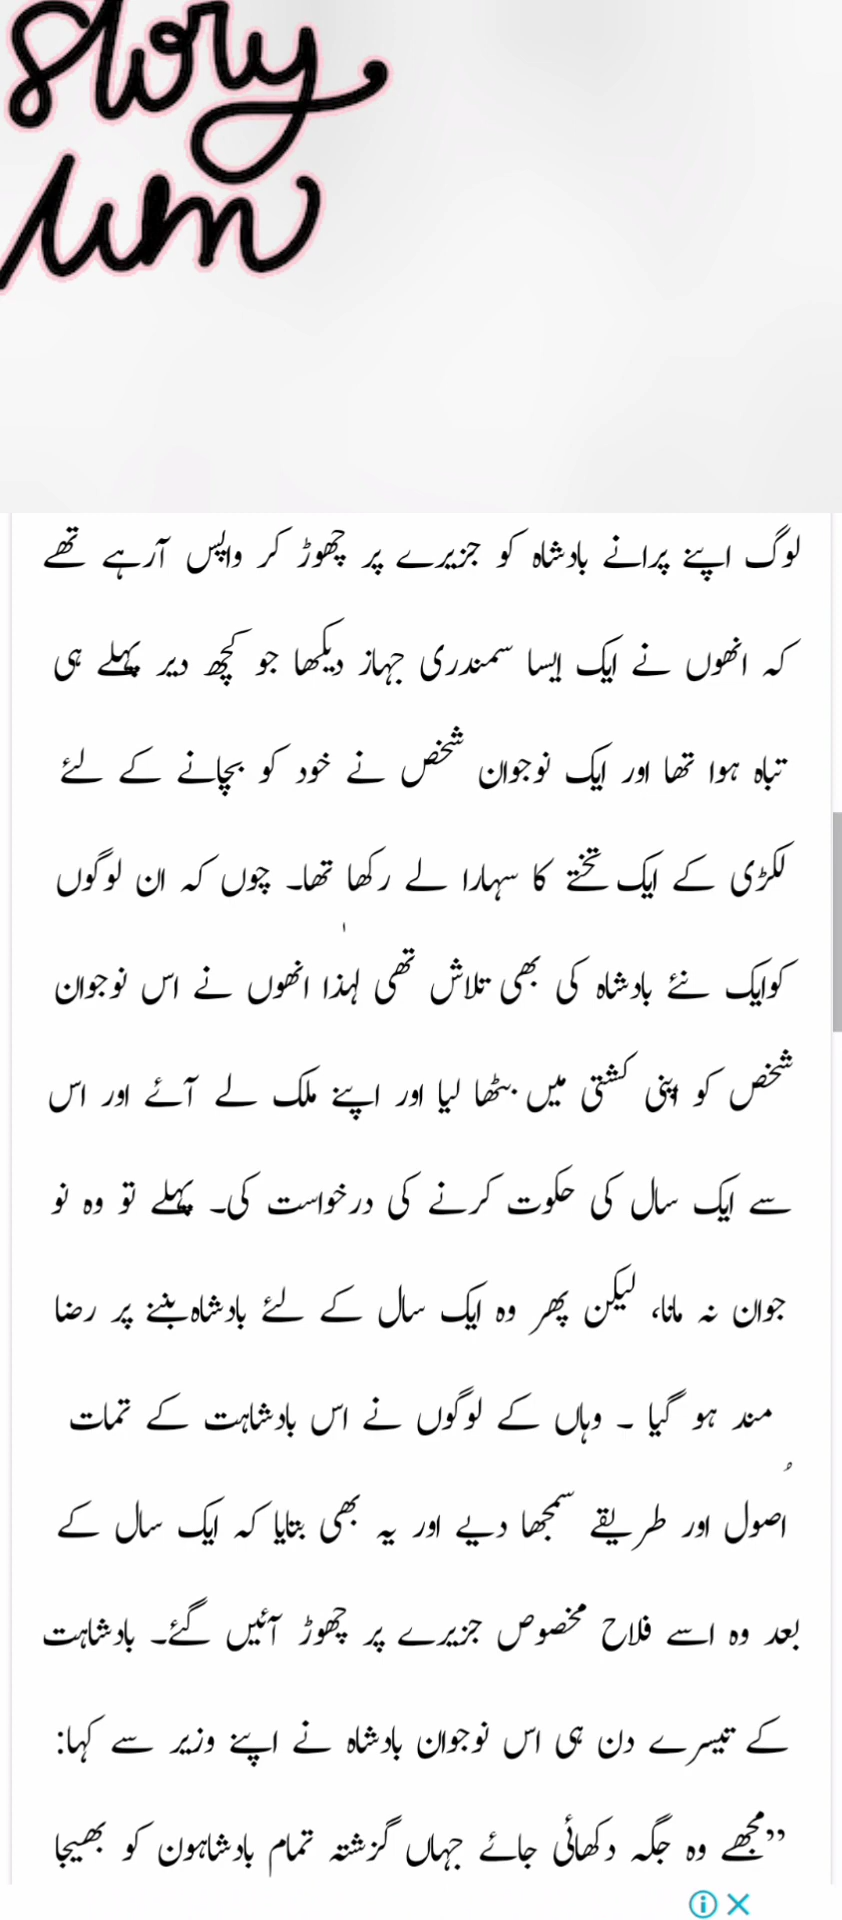 story
لوگ اپنے پرانے بادشاہ کو جزیرے پر چھوڑ کر واپس آرہے تھے
کہ انھوں نے ایک ایسا سمندری جہاز دیکھا جو کچھ دیر پہلے ہی
تباہ ہوا تھا اور ایک نوجوان شخص نے خود کو بچانے کے لئے
لکڑی کے ایک تختے کا سہارا لے رکھا تھا۔ چوں کہ ان لوگوں
کوایک نئے بادشاہ کی بھی تلاش تھی لہٰذا انھوں نے اس نوجوان
شخص کو اپنی کشتی میں بٹھا لیا اور اپنے ملک لے آئے اور اس
سے ایک سال کی حکوت کرنے کی درخواست کی۔ پہلے تو وہ نو
جوان نہ مانا، لیکن پھر وہ ایک سال کے لئے بادشاہ بننے پر رضا
مند ہو گیا ۔ وہاں کے لوگوں نے اس بادشاہت کے تمات
اُصول اور طریقے سمجھا دیے اور یہ بھی بتایا کہ ایک سال کے
بعد وہ اسے فلاح مخصوص جزیرے پر چھوڑ آئیں گئے۔ بادشاہت
کے تیسرے دن ہی اس نوجوان بادشاہ نے اپنے وزیر سے کہا:
”مجھے وہ جگہ دکھائی جائے جہاں گزشتہ تمام بادشاہون کو بھیجا